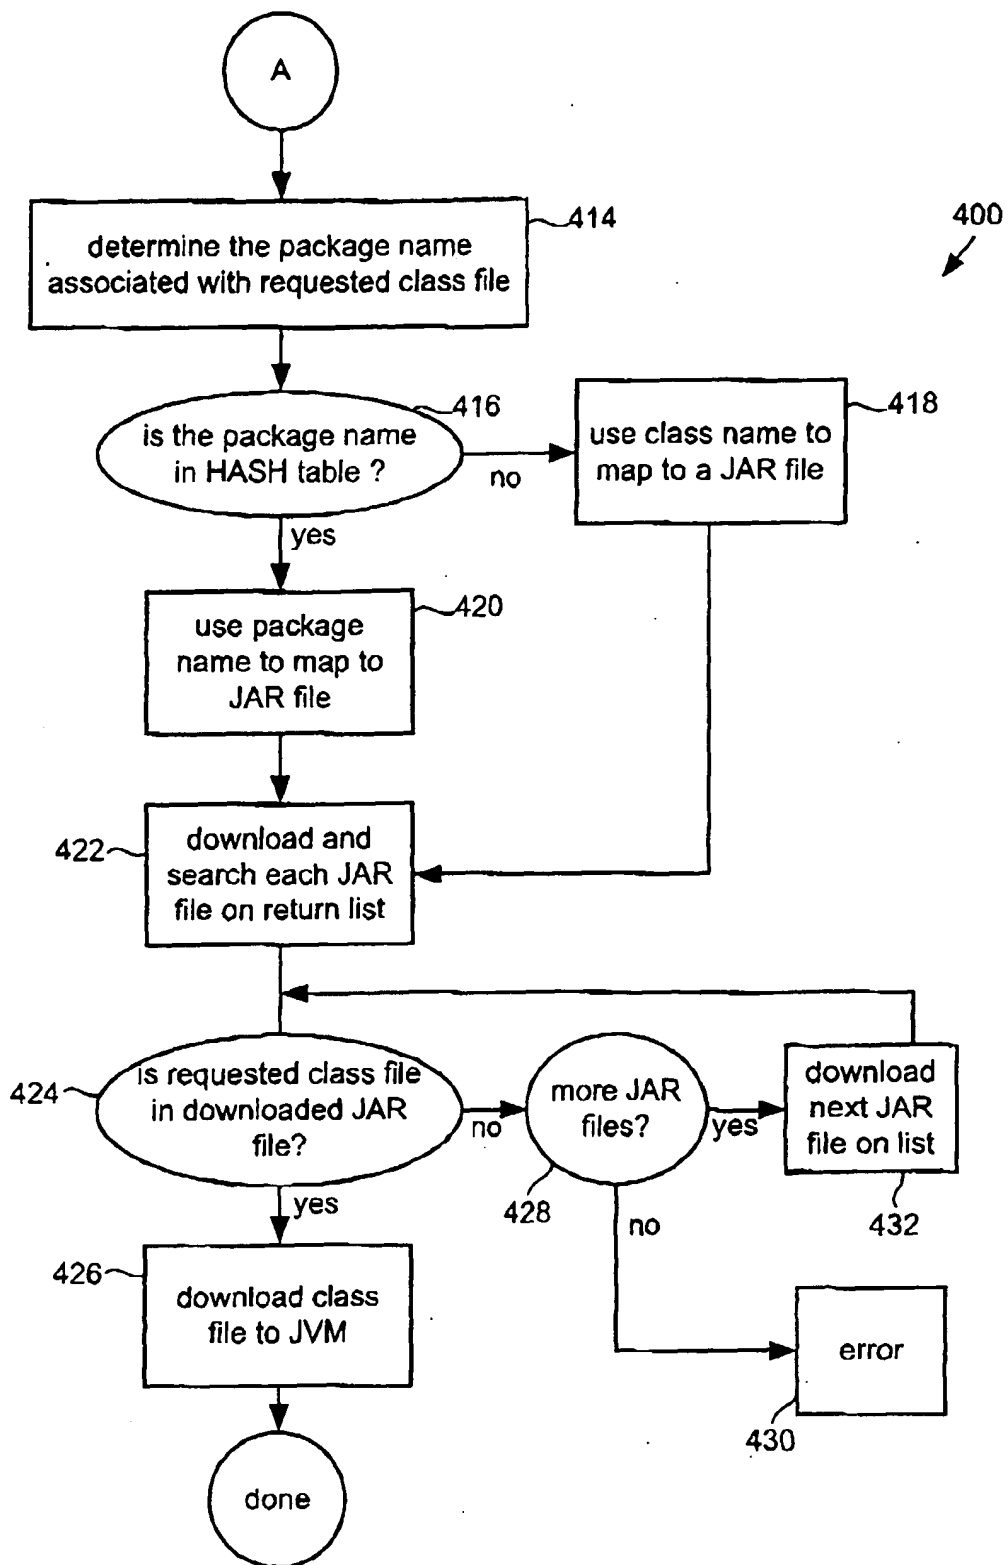 A
414
400
determine the package name
associated with requested class file
416
is the package name
in HASH table ?
no
yes
418
use class name to
map to a JAR file
420
use package
name to map to
JAR file
422
download and
search each JAR
file on return list
424
is requested class file
in downloaded JAR
file?
no
yes
more JAR
files?
428
yes
no
download
next JAR
file on list
432
426
download class
file to JVM
error
430
done